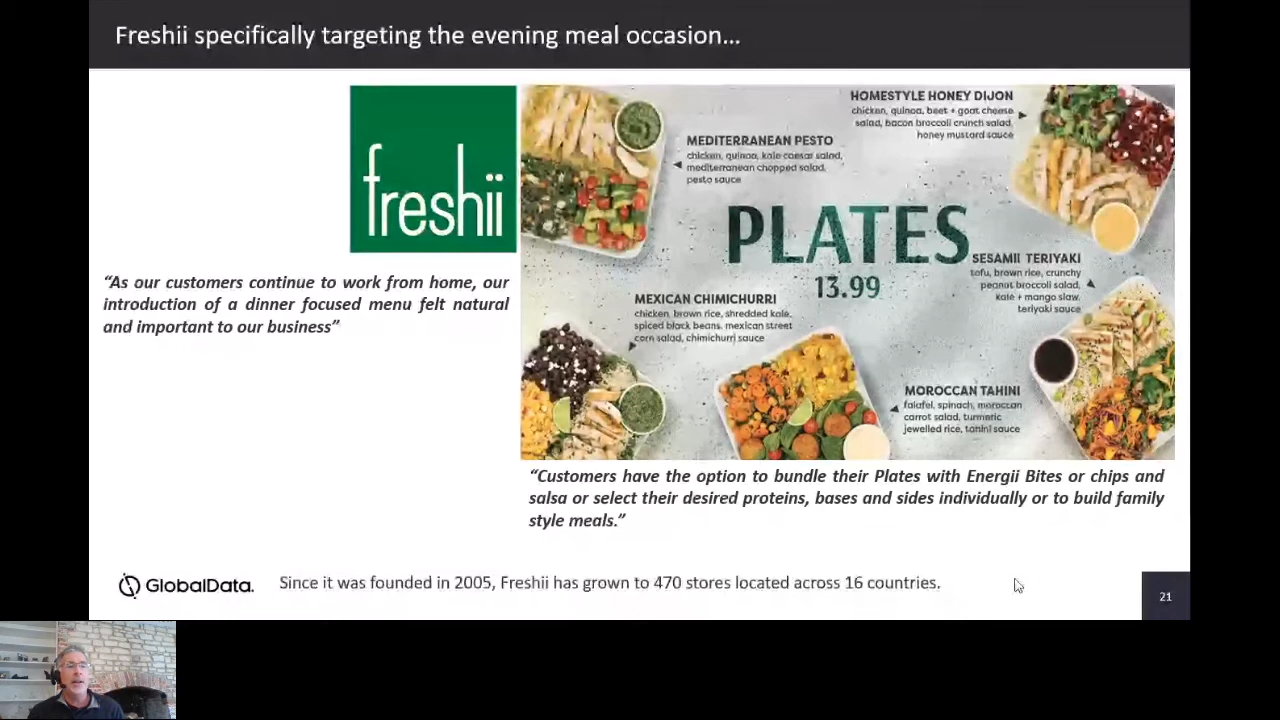 Freshii specifically targeting the evening meal occasion...
freshii
HOMESTYLE HONEY DIJON
chicken, quinoa, beet + goat cheese
salad, bacon broccoli crunch salad,
honey mustard sauce
MEDITERRANEAN PESTO
chicken, quinoa, kale caesar salad,
mediterranean chopped salad,
pesto sauce
PLATES
13.99
SESAMII TERIYAKI
tofu, brown rice, crunchy
peanut broccoli salad,
kale + mango slaw,
teriyaki sauce
MEXICAN CHIMICHURRI
chicken, brown rice, shredded kale,
spiced black beans, mexican street
corn salad, chimichurri sauce
MOROCCAN TAHINI
falafel, spinach, moroccan
carrot salad, turmeric
jewelled rice, tahini sauce
“As our customers continue to work from home, our
introduction of a dinner focused menu felt natural
and important to our business”
“Customers have the option to bundle their Plates with Energii Bites or chips and
salsa or select their desired proteins, bases and sides individually or to build family
style meals.”
GlobalData.
Since it was founded in 2005, Freshii has grown to 470 stores located across 16 countries.
21